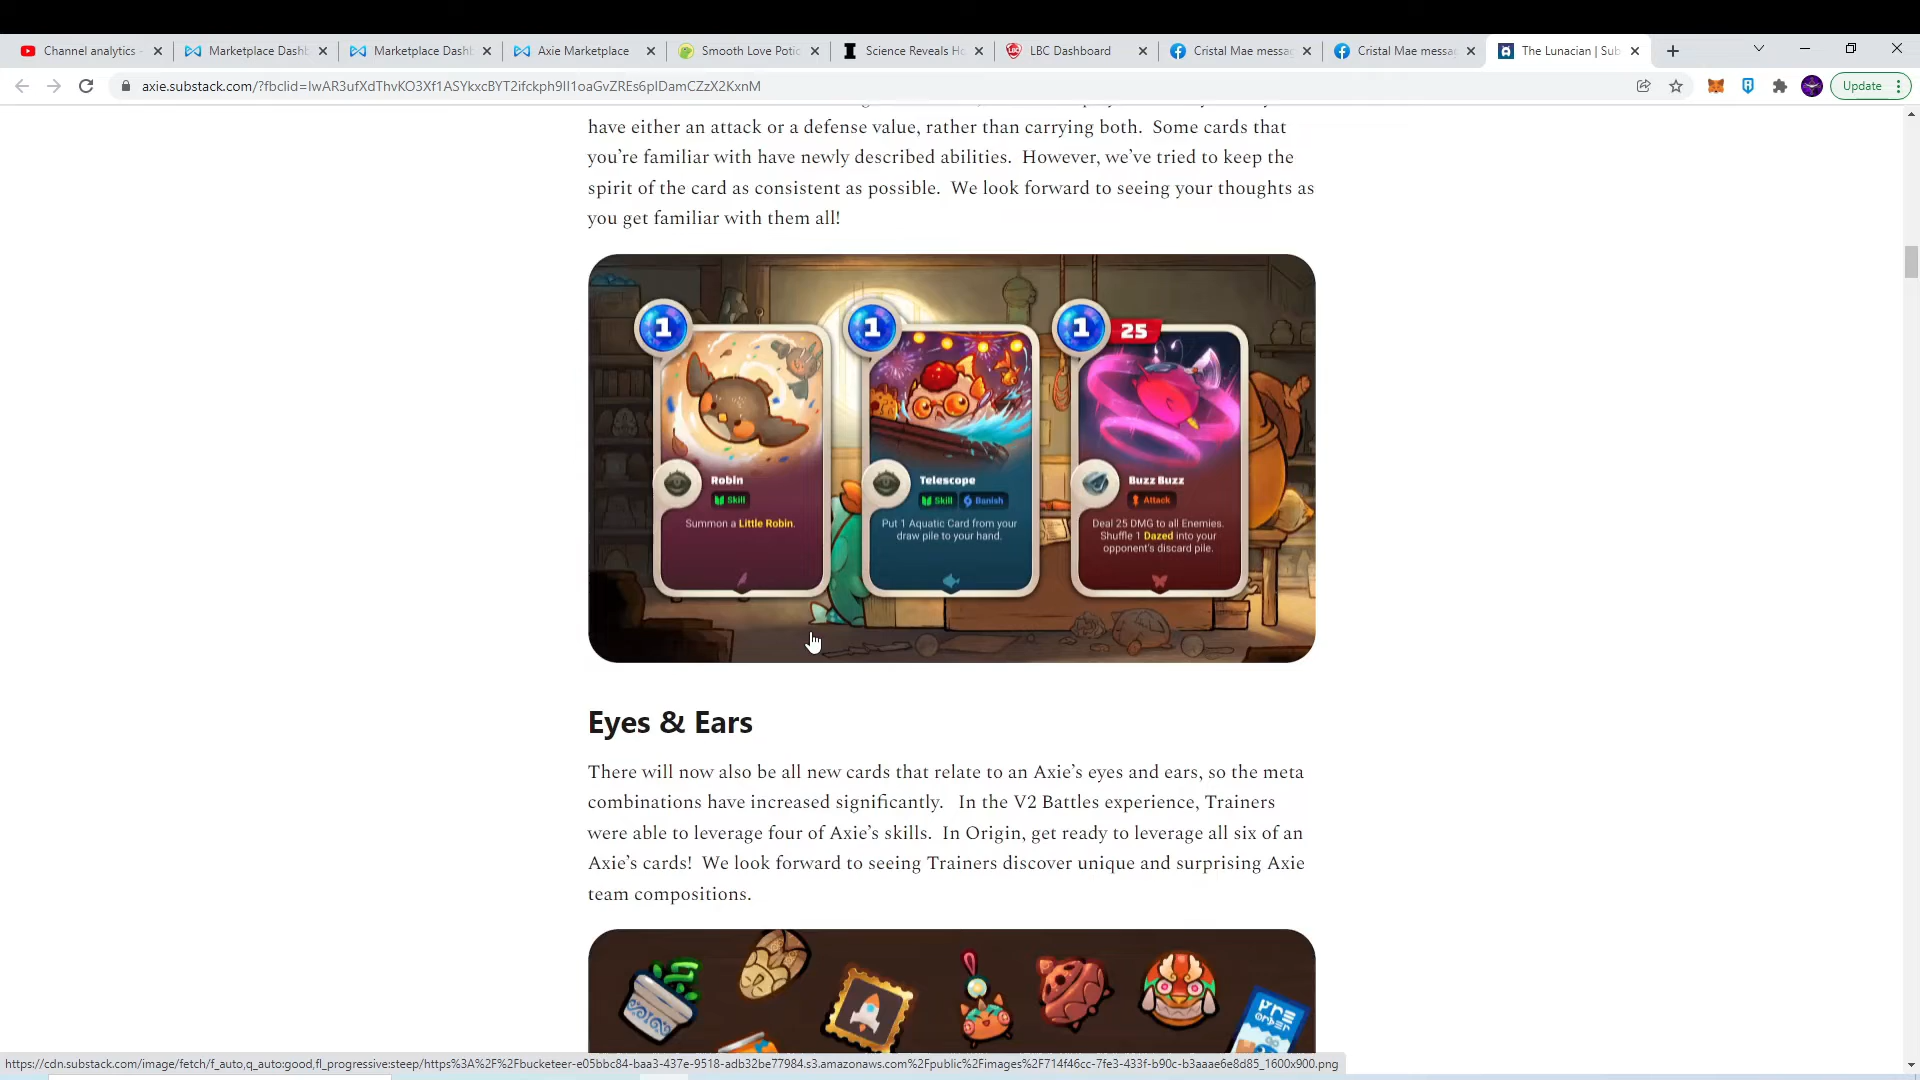 Channel analytics -
Marketplace Dashb
Marketplace Dashb
Axie Marketplace
Smooth Love Potio
Science Reveals Ho
LBC Dashboard
Cristal Mae messag
Cristal Mae messag
The Lunacian | Sub
axie.substack.com/?fbclid=IwAR3ufXdThvKO3Xf1ASYkxcBYT2ifckph9Il1oaGvZREs6pIDamCZzX2KxnM
Update
have either an attack or a defense value, rather than carrying both.  Some cards that
you’re familiar with have newly described abilities.  However, we’ve tried to keep the
spirit of the card as consistent as possible.  We look forward to seeing your thoughts as
you get familiar with them all!
1
Robin
Skill
Summon a Little Robin.
1
Telescope
Skill Banish
Put 1 Aquatic Card from your
draw pile to your hand.
1 25
Buzz Buzz
Attack
Deal 25 DMG to all Enemies.
Shuffle 1 Dazed into your
opponent's discard pile.
Eyes & Ears
There will now also be all new cards that relate to an Axie’s eyes and ears, so the meta
combinations have increased significantly.   In the V2 Battles experience, Trainers
were able to leverage four of Axie’s skills.  In Origin, get ready to leverage all six of an
Axie’s cards!  We look forward to seeing Trainers discover unique and surprising Axie
team compositions.
https://cdn.substack.com/image/fetch/f_auto,q_auto:good,fl_progressive:steep/https%3A%2F%2Fbucketeer-e05bbc84-baa3-437e-9518-adb32be77984.s3.amazonaws.com%2Fpublic%2Fimages%2F714f46cc-7fe3-433f-b90c-b3aaae6e8d85_1600x900.png